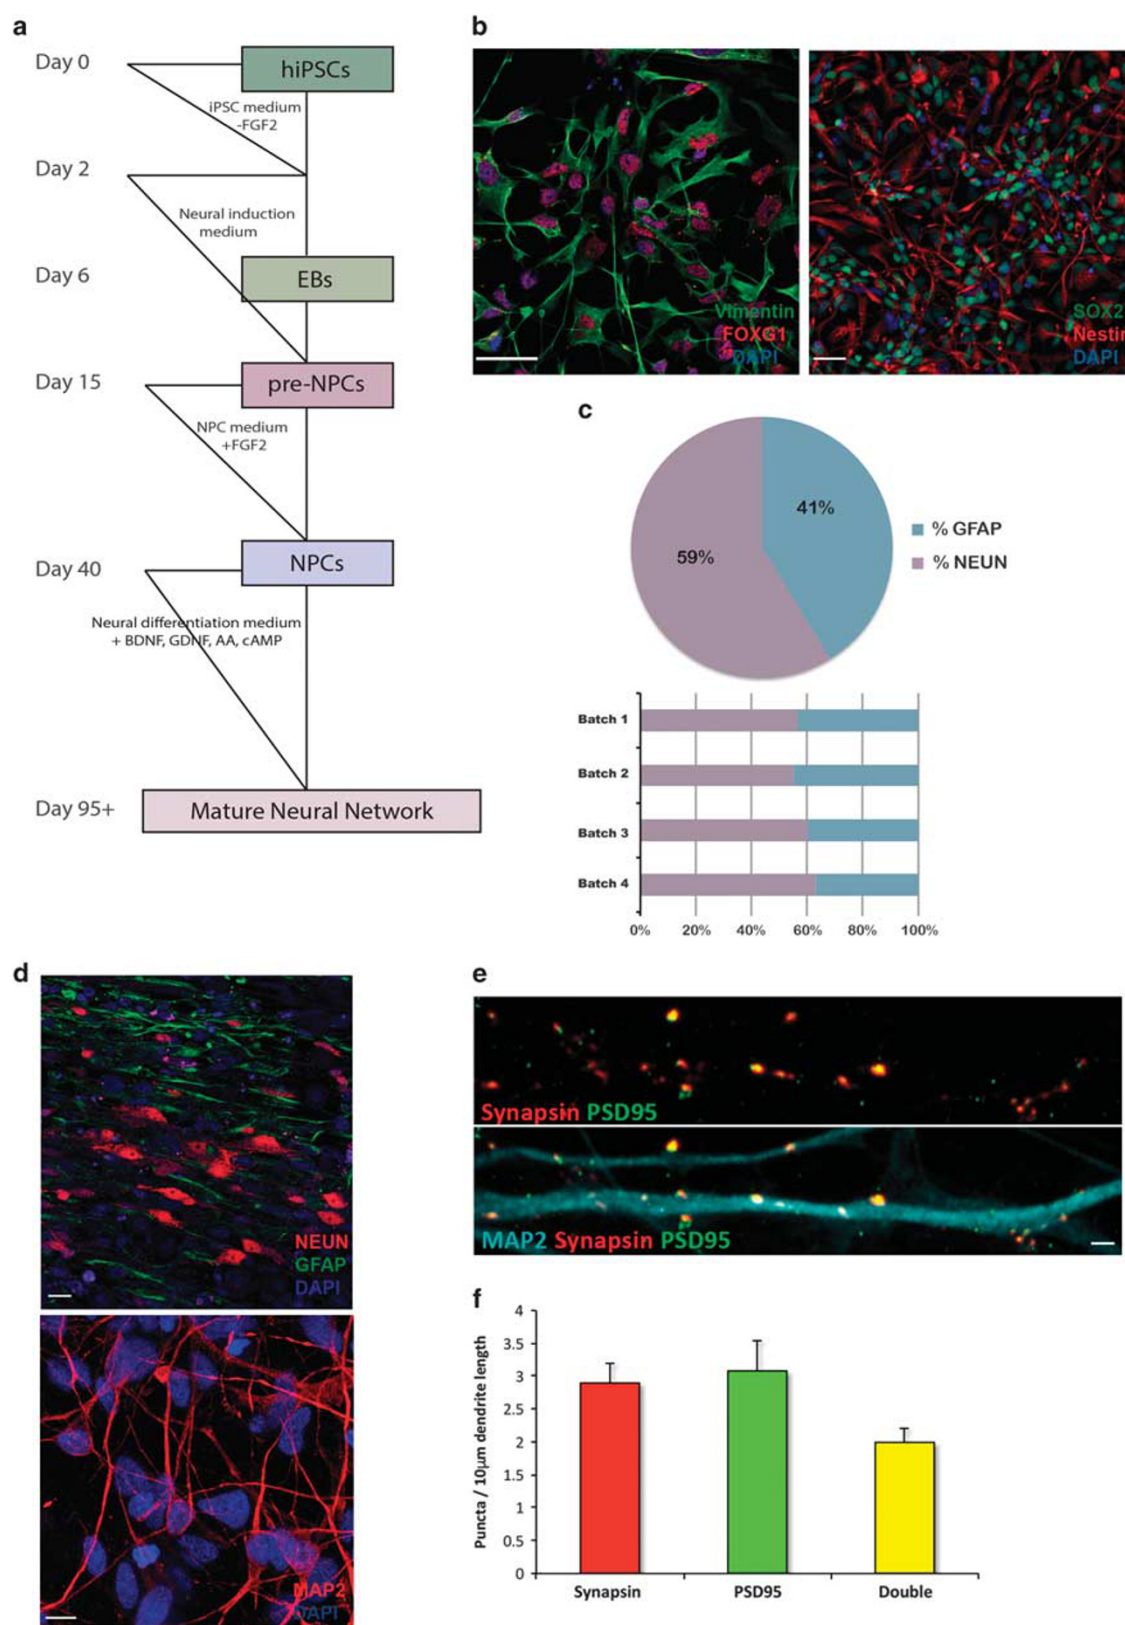 a
Day 0
hiPSCs
iPSC medium
-FGF2
Day 2
Neural induction
medium
Day 6
EBs
Day 15
pre-NPCs
NPC medium
+FGF2
NPCs
Day 40
Neural differentiation medium
+ BDNF, GDNF, AA, cAMP
Day 95+
Mature Neural Network
b
Vimentin
FOXG1
DAPI
SOX2
Nestin
DAPI
c
41%
59%
% GFAP
% NEUN
Batch 1
Batch 2
Batch 3
Batch 4
0% 20% 40% 60% 80% 100%
d
NEUN
GFAP
DAPI
MAP2
DAPI
e
Synapsin PSD95
MAP2 Synapsin PSD95
f
Puncta / 10μm dendrite length
4
3.5
3
2.5
2
1.5
1
0.5
0
Synapsin PSD95 Double